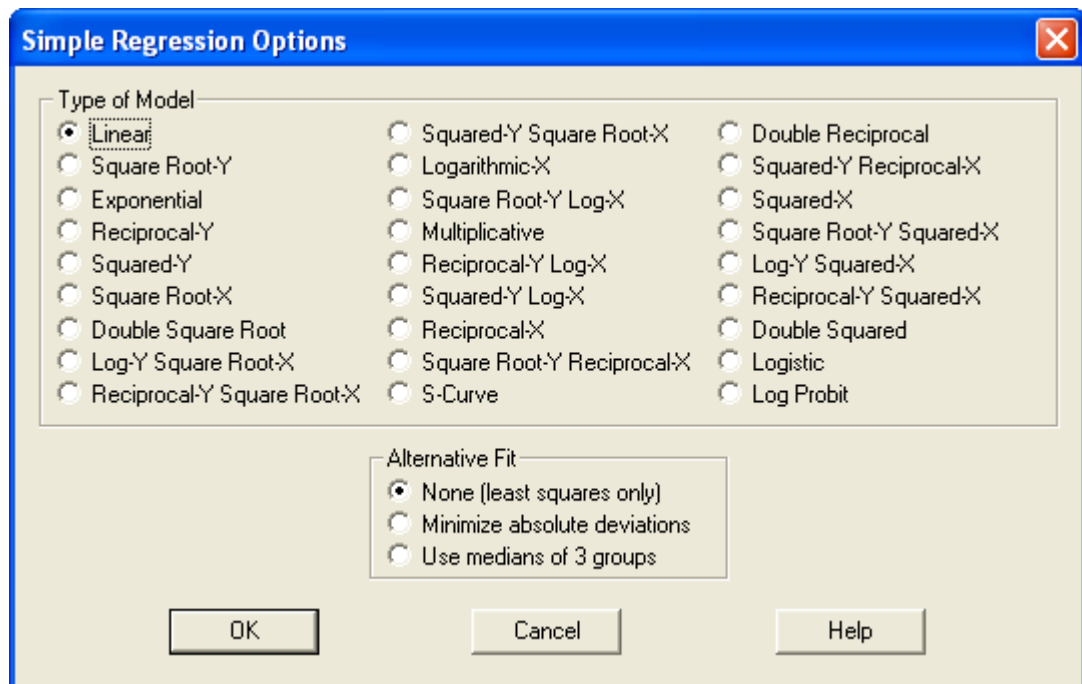 Simple Regression Options
Type of Model
Linear
Square Root-Y
Exponential
Reciprocal-Y
Squared-Y
Square Root-X
Double Square Root
Log-Y Square Root-X
Reciprocal-Y Square Root-X
Squared-Y Square Root-X
Logarithmic-X
Square Root-Y Log-X
Multiplicative
Reciprocal-Y Log-X
Squared-Y Log-X
Reciprocal-X
Square Root-Y Reciprocal-X
S-Curve
Double Reciprocal
Squared-Y Reciprocal-X
Squared-X
Square Root-Y Squared-X
Log-Y Squared-X
Reciprocal-Y Squared-X
Double Squared
Logistic
Log Probit
Alternative Fit
None (least squares only)
Minimize absolute deviations
Use medians of 3 groups
OK
Cancel
Help